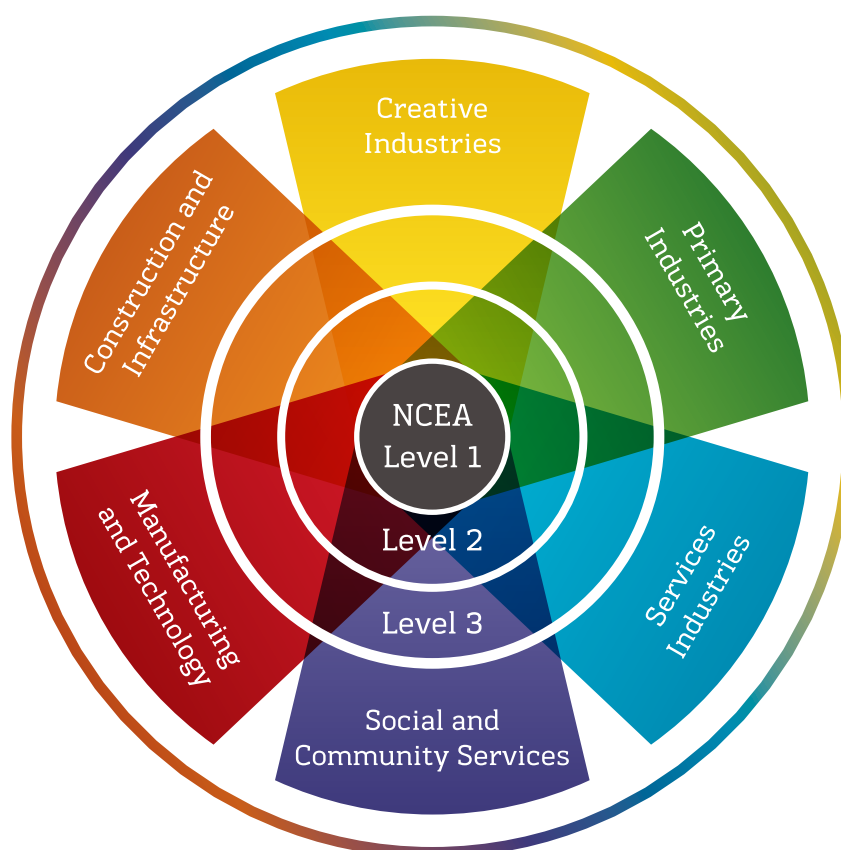 Creative
Industries
Primary
Industries
Services
Industries
Social and
Community Services
Manufacturing
and Technology
Construction and
Infrastructure
NCEA
Level 1
Level 2
Level 3